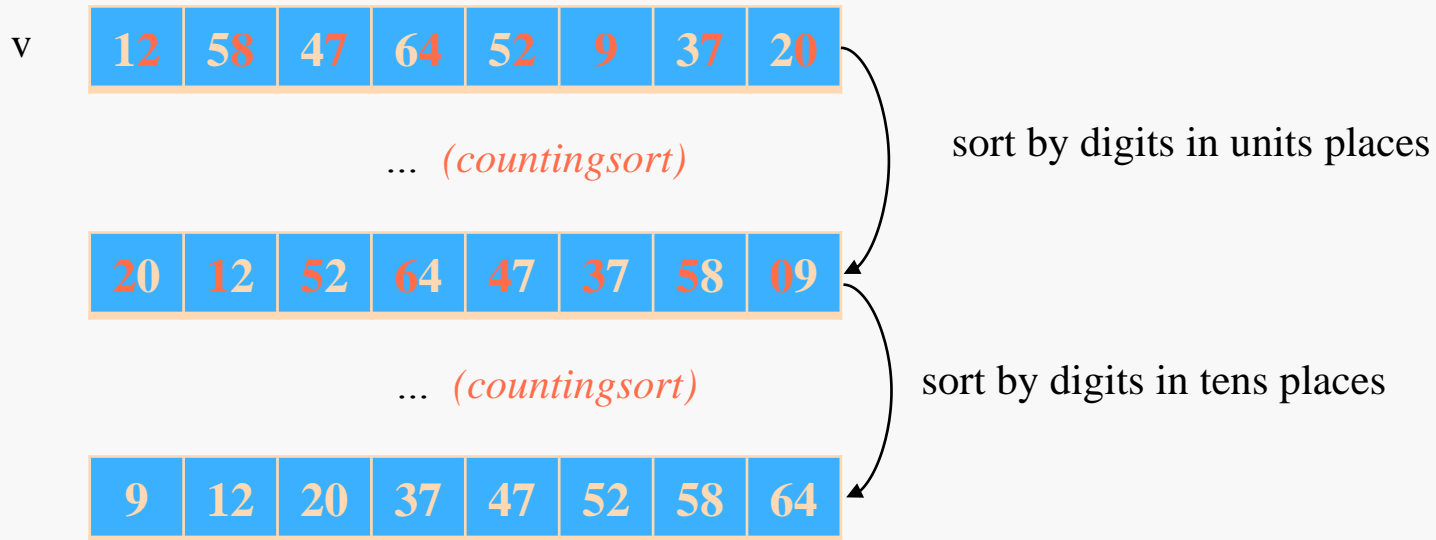 v 12 58 47 64 52 9 37 20
... (countingsort)
sort by digits in units places
20 12 52 64 47 37 58 09
... (countingsort)
sort by digits in tens places
9 12 20 37 47 52 58 64